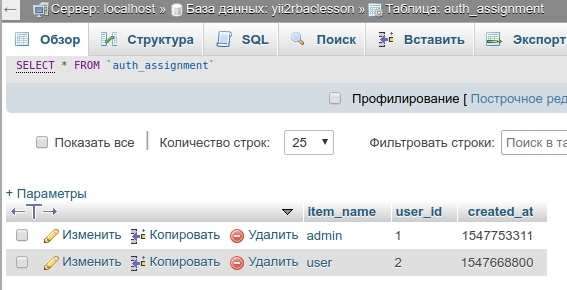 Сервер: localhost » База данных: yii2rbaclesson » Таблица: auth_assignment
Обзор Структура SQL Поиск Вставить Экспорт
SELECT * FROM `auth_assignment`
Профилирование [ Построчное ред
Показать все Количество строк: 25 Фильтровать строки: Поиск в та
+ Параметры
←T→ item_name user_id created_at
Изменить Копировать Удалить admin 1 1547753311
Изменить Копировать Удалить user 2 1547668800